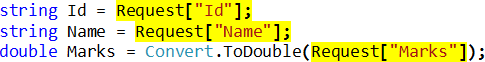 string Id = Request["Id"];
string Name = Request["Name"];
double Marks = Convert.ToDouble(Request["Marks"]);